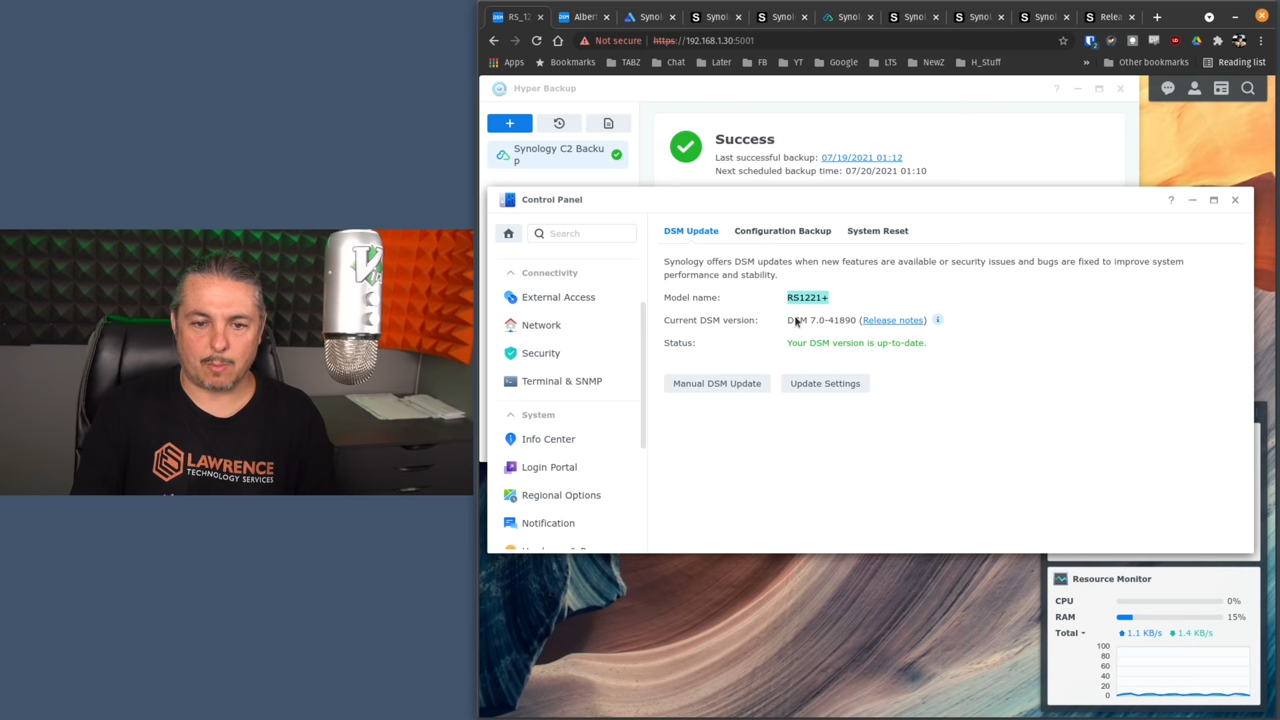 RS_12
Albert
Synol
Synol
Synol
Synol
Synol
Synol
Synol
Relea
Not secure
https://192.168.1.30:5001
Apps
Bookmarks
TABZ
Chat
Later
FB
YT
Google
LTS
NewZ
H_Stuff
»
Other bookmarks
Reading list
Hyper Backup
?
+
Synology C2 Backu
p
Success
Last successful backup: 07/19/2021 01:12
Next scheduled backup time: 07/20/2021 01:10
Control Panel
?
Search
Connectivity
External Access
Network
Security
Terminal & SNMP
System
Info Center
Login Portal
Regional Options
Notification
DSM Update
Configuration Backup
System Reset
Synology offers DSM updates when new features are available or security issues and bugs are fixed to improve system
performance and stability.
Model name: RS1221+
Current DSM version: DSM 7.0-41890 (Release notes)
Status: Your DSM version is up-to-date.
Manual DSM Update
Update Settings
LAWRENCE
TECHNOLOGY SERVICES
Resource Monitor
CPU 0%
RAM 15%
Total 1.1 KB/s 1.4 KB/s
100
80
60
40
20
0